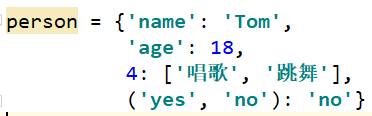 person = {'name': 'Tom',
'age': 18,
4: ['唱歌', '跳舞'],
('yes', 'no'): 'no'}